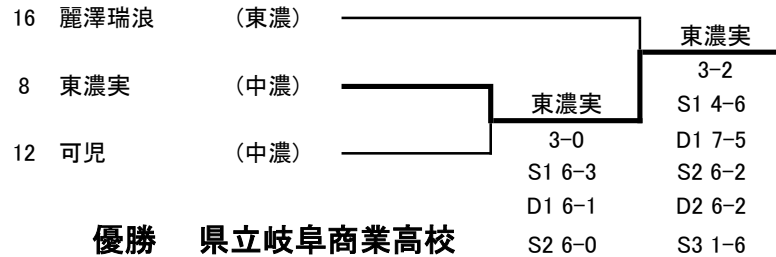 16 麗澤瑞浪 （東濃）
東濃実
3-2
8 東濃実 （中濃）
東濃実
S1 4-6
3-0
D1 7-5
12 可児 （中濃）
S1 6-3
S2 6-2
D1 6-1
D2 6-2
優勝 県立岐阜商業高校
S2 6-0
S3 1-6